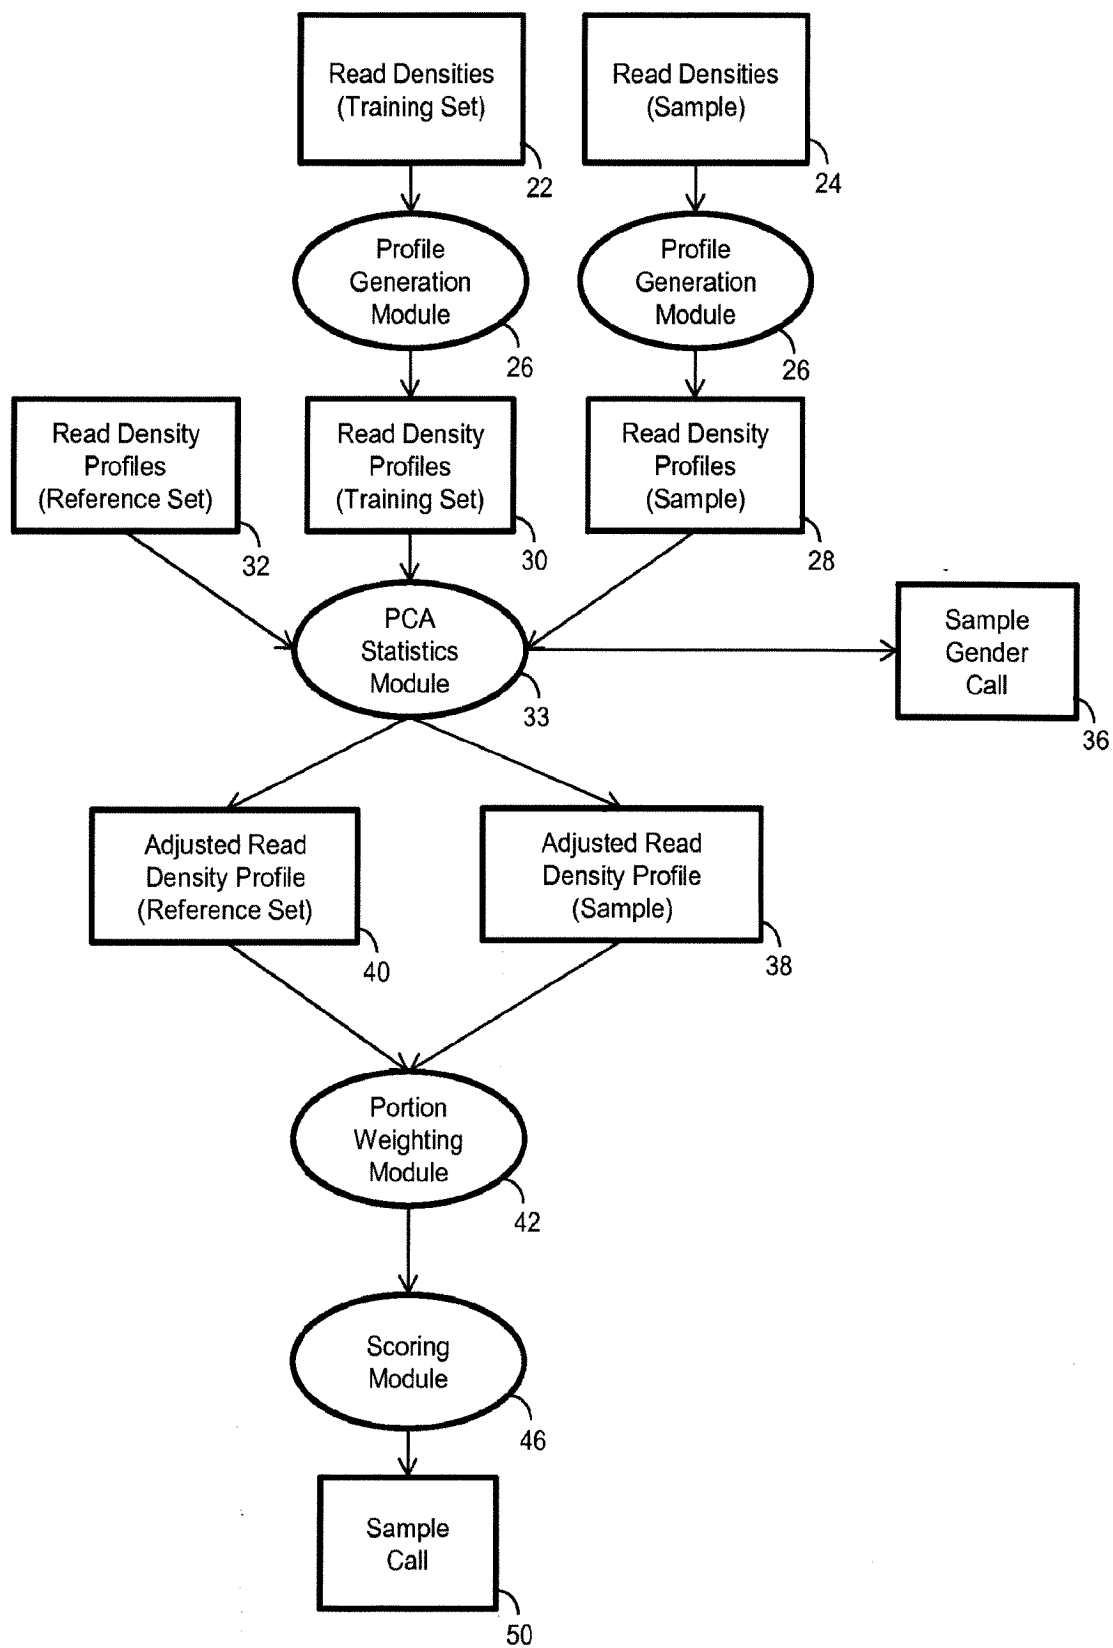 Read Densities
(Training Set)
22
Read Densities
(Sample)
24
Profile
Generation
Module
26
Profile
Generation
Module
26
Read Density
Profiles
(Reference Set)
32
Read Density
Profiles
(Training Set)
30
Read Density
Profiles
(Sample)
28
PCA
Statistics
Module
33
Sample
Gender
Call
36
Adjusted Read
Density Profile
(Reference Set)
40
Adjusted Read
Density Profile
(Sample)
38
Portion
Weighting
Module
42
Scoring
Module
46
Sample
Call
50